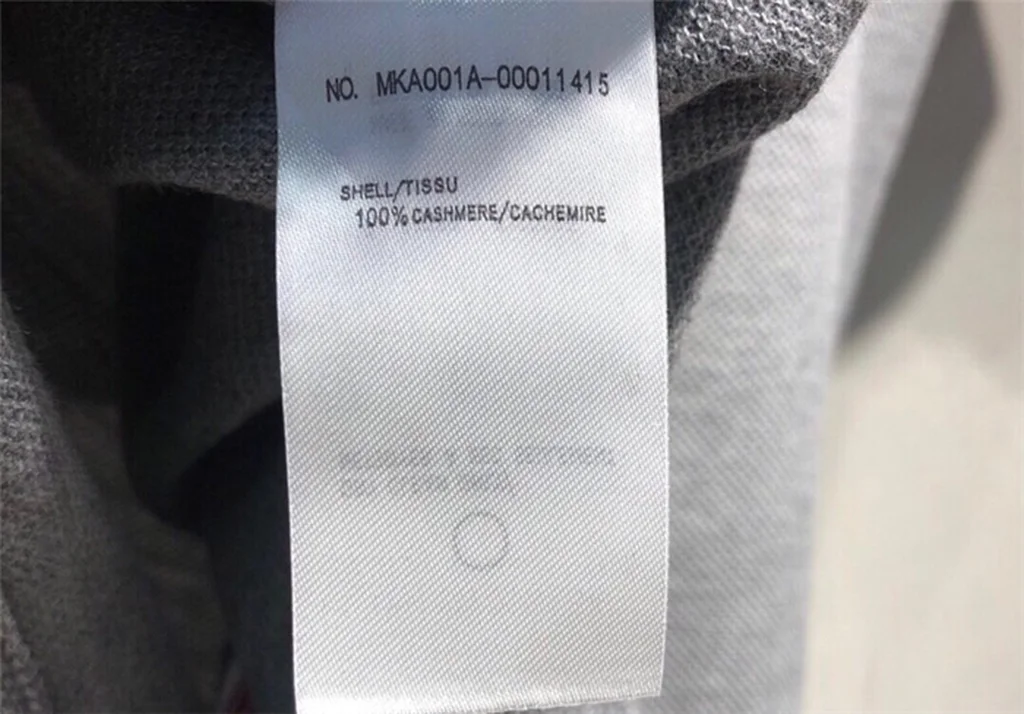 NO. MKA001A-00011415
SHELL/TISSU
100% CASHMERE/CACHEMIRE